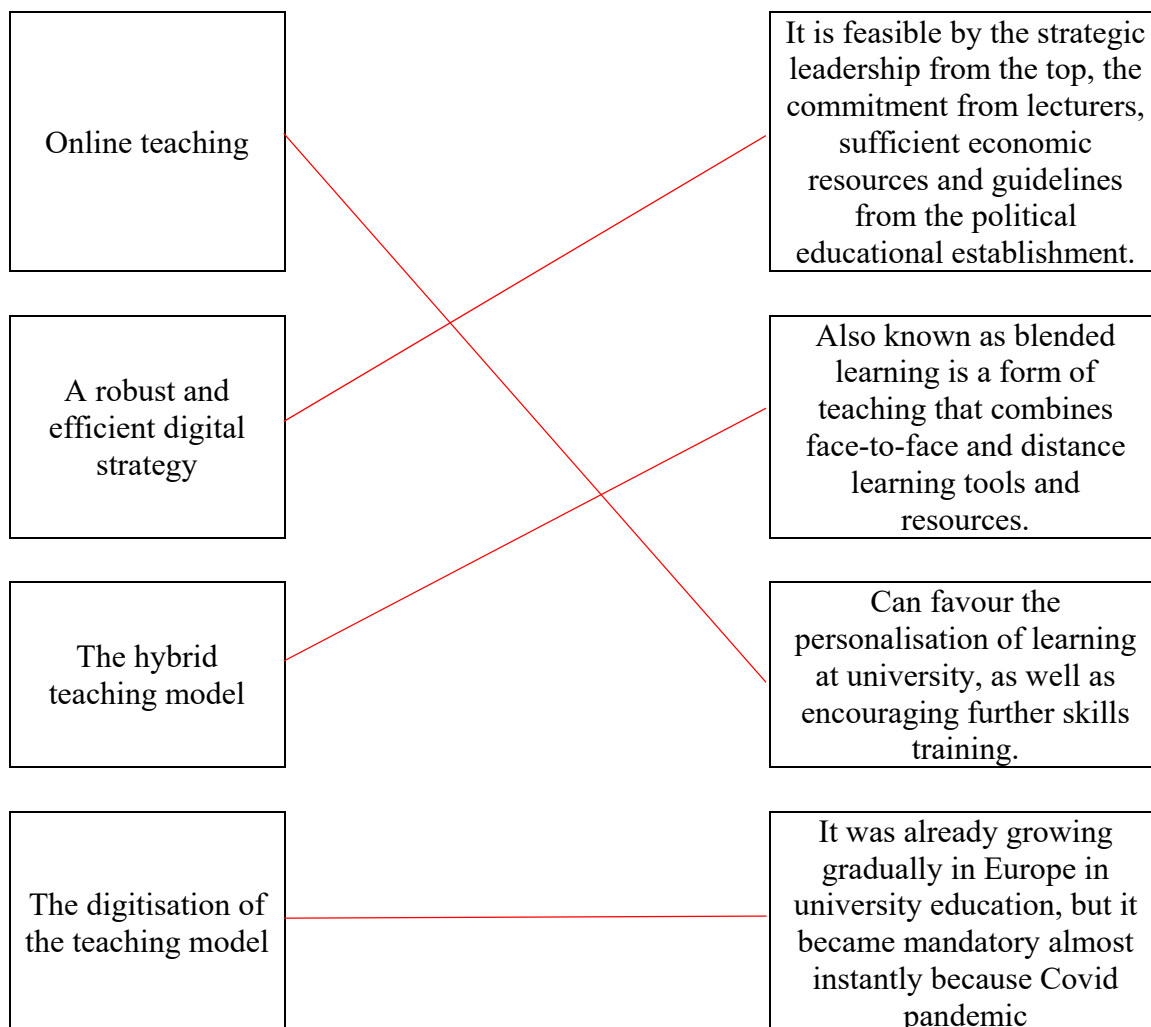 Online teaching
It is feasible by the strategic
leadership from the top, the
commitment from lecturers,
sufficient economic
resources and guidelines
from the political
educational establishment.
A robust and
efficient digital
strategy
Also known as blended
learning is a form of
teaching that combines
face-to-face and distance
learning tools and
resources.
The hybrid
teaching model
Can favour the
personalisation of learning
at university, as well as
encouraging further skills
training.
The digitisation of
the teaching model
It was already growing
gradually in Europe in
university education, but it
became mandatory almost
instantly because Covid
pandemic